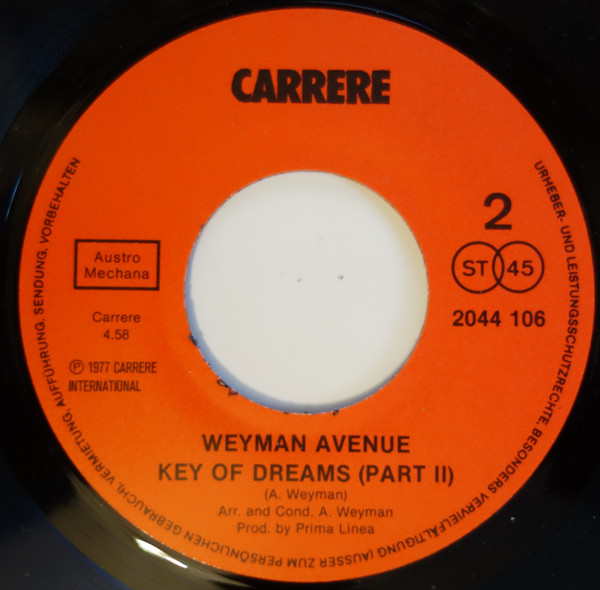 CARRERE
2
ST 45
2044 106
Austro
Mechana
Carrere
4.58
Ⓟ 1977 CARRERE
INTERNATIONAL
WEYMAN AVENUE
KEY OF DREAMS (PART II)
(A. Weyman)
Arr. and Cond. A. Weyman
Prod. by Prima Linea
URHEBER- UND LEISTUNGSSCHUTZRECHTE, BESONDERS VERVIELFÄLTIGUNG (AUSSER ZUM PERSÖNLICHEN GEBRAUCH), VERMIETUNG, AUFFÜHRUNG, SENDUNG, VORBEHALTEN